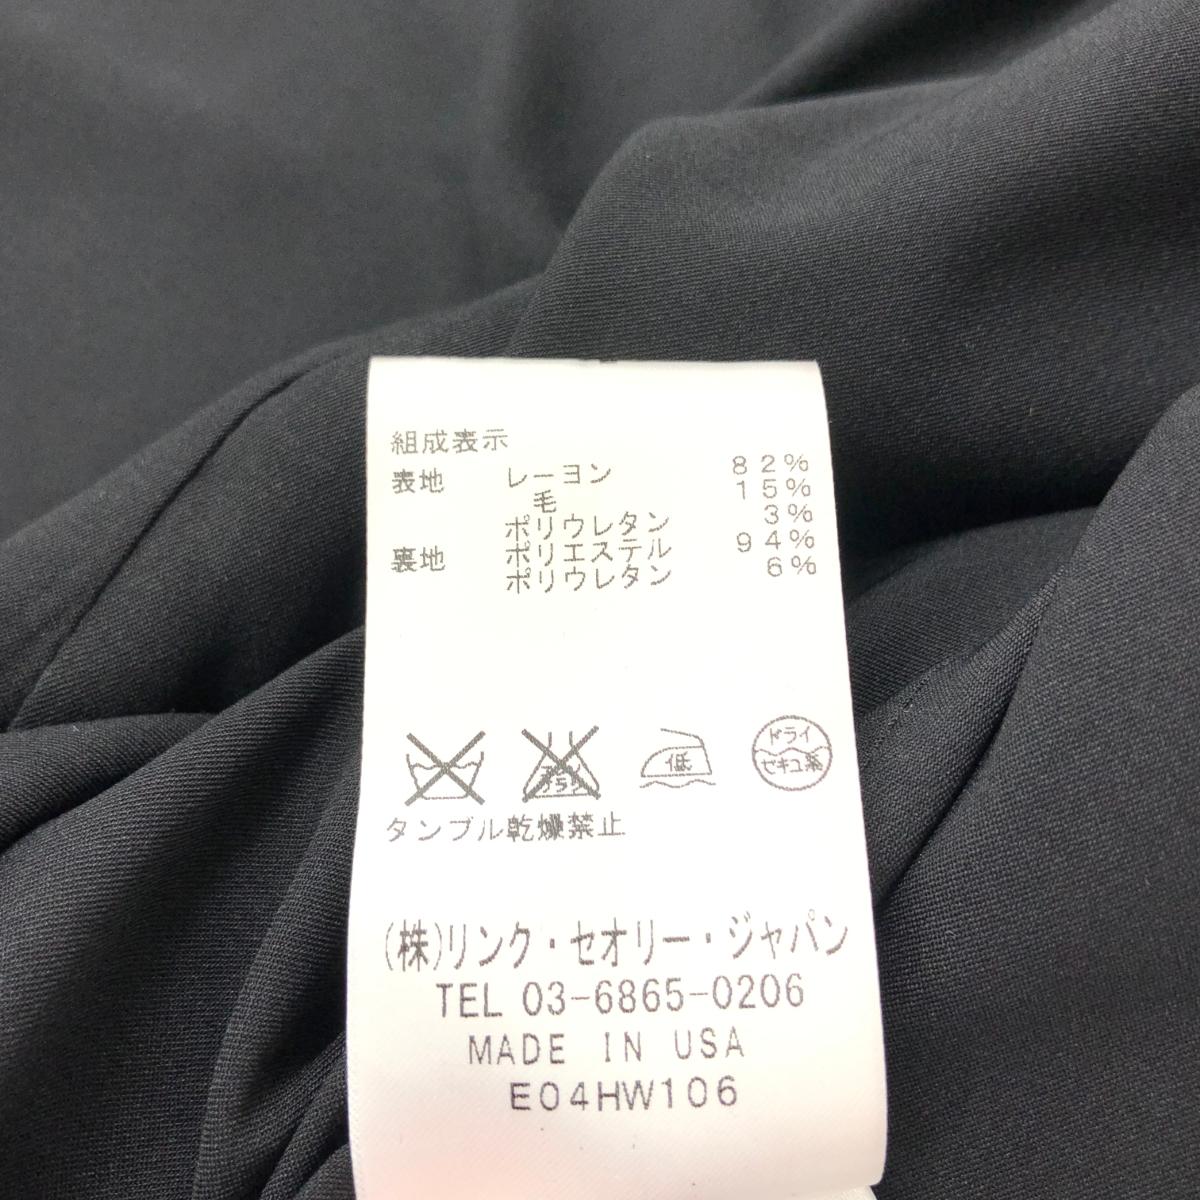 組成表示
表地 レーヨン 82%
毛 15%
ポリウレタン 3%
裏地 ポリエステル 94%
ポリウレタン 6%
低
ドライ
セキユ系
タンブル乾燥禁止
(株)リンク・セオリー・ジャパン
TEL 03-6865-0206
MADE IN USA
E04HW106